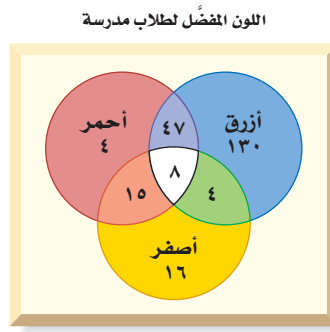 اللون المفضَّل لطلاب مدرسة
أحمر
٤
٤٧
أزرق
١٣٠
٨
١٥
٤
أصفر
١٦